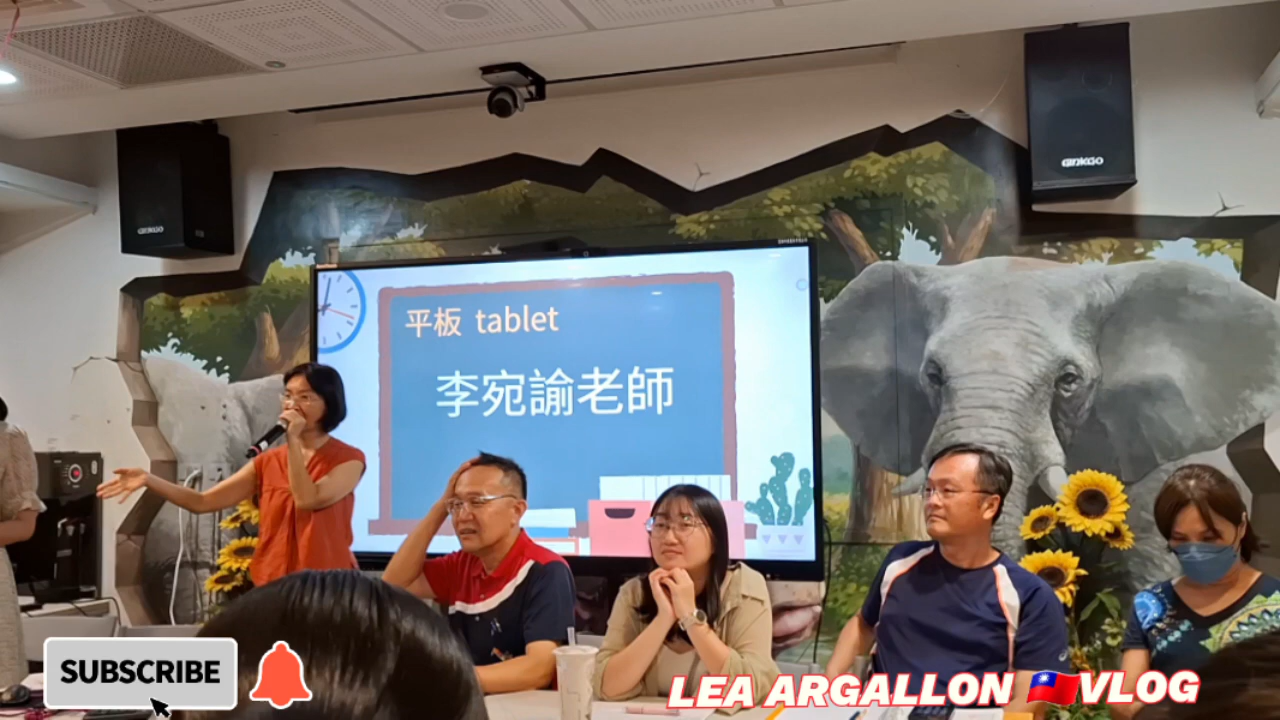 GINKGO
GINKGO
平板 tablet
李宛諭老師
SUBSCRIBE
LEA ARGALLON 🇹🇼VLOG